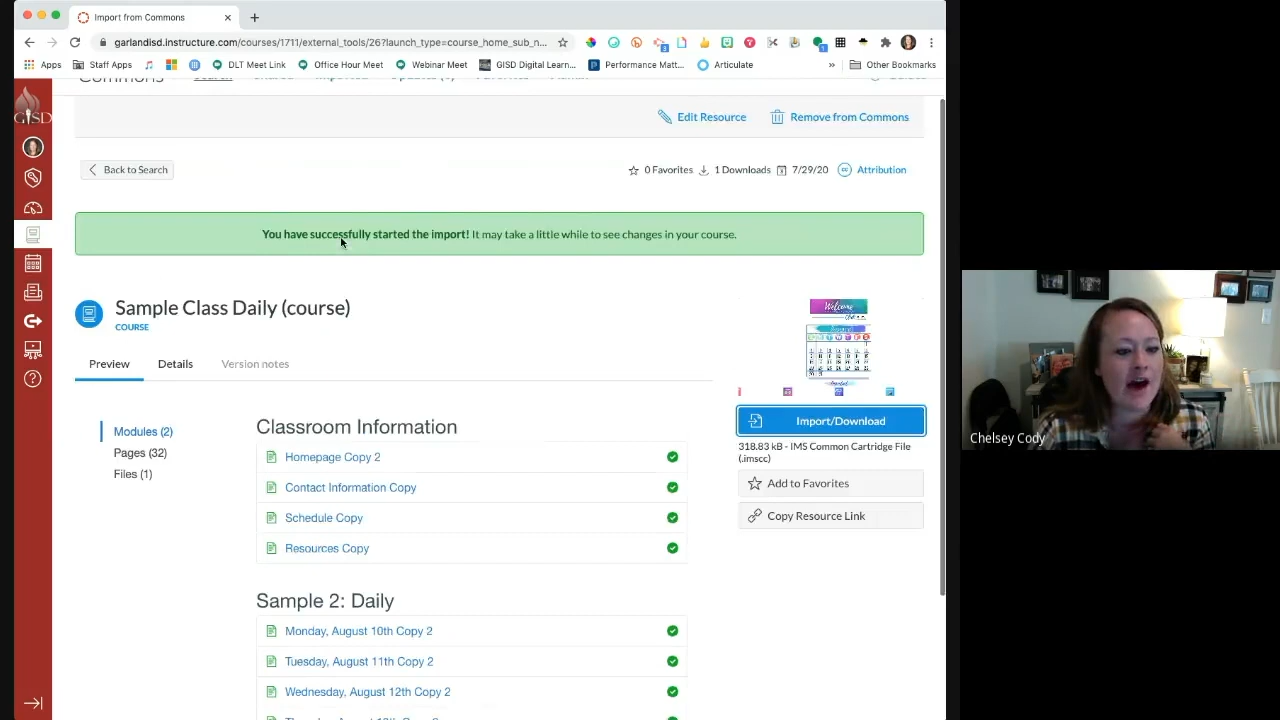 Import from Commons
garlandisd.instructure.com/courses/1711/external_tools/26?launch_type=course_home_sub_n...
Apps
Staff Apps
DLT Meet Link
Office Hour Meet
Webinar Meet
GISD Digital Learn...
Performance Matt...
Articulate
»
Other Bookmarks
Commons
GISD
Edit Resource
Remove from Commons
Back to Search
0 Favorites
1 Downloads
7/29/20
Attribution
You have successfully started the import! It may take a little while to see changes in your course.
Sample Class Daily (course)
COURSE
Welcome
Preview
Details
Version notes
Import/Download
318.83 kB - IMS Common Cartridge File
(.imscc)
Add to Favorites
Copy Resource Link
Modules (2)
Pages (32)
Files (1)
Classroom Information
Homepage Copy 2
Contact Information Copy
Schedule Copy
Resources Copy
Sample 2: Daily
Monday, August 10th Copy 2
Tuesday, August 11th Copy 2
Wednesday, August 12th Copy 2
Chelsey Cody